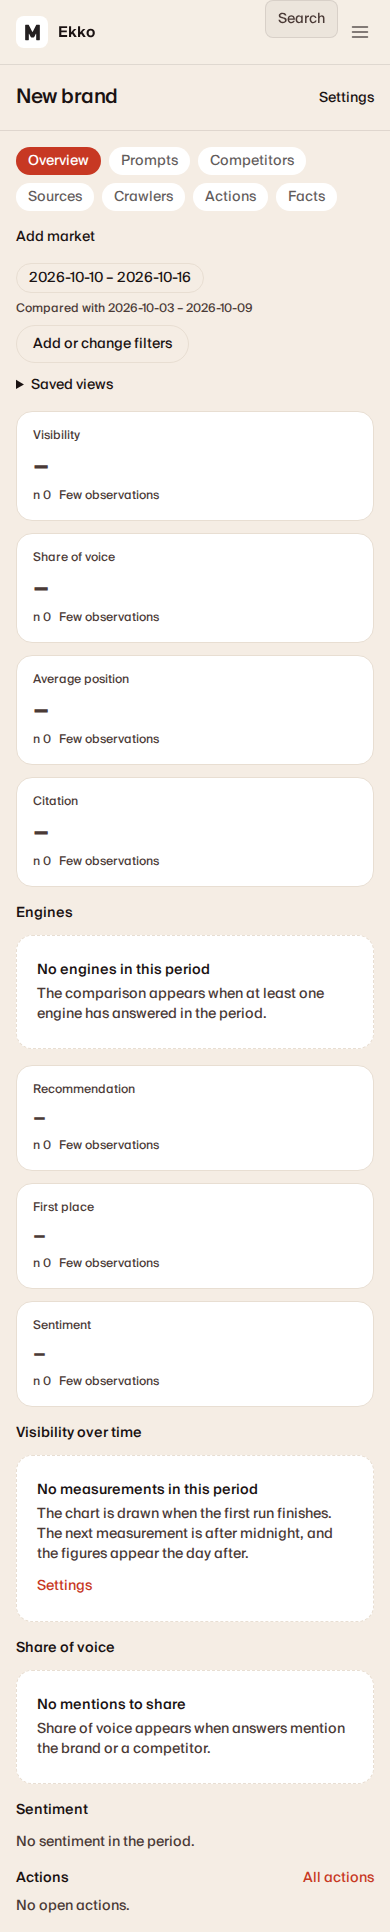 M Ekko
Search
New brand
Settings
Overview
Prompts
Competitors
Sources
Crawlers
Actions
Facts
Add market
2026-10-10 – 2026-10-16
Compared with 2026-10-03 – 2026-10-09
Add or change filters
Saved views
Visibility
–
n 0 Few observations
Share of voice
–
n 0 Few observations
Average position
–
n 0 Few observations
Citation
–
n 0 Few observations
Engines
No engines in this period
The comparison appears when at least one
engine has answered in the period.
Recommendation
–
n 0 Few observations
First place
–
n 0 Few observations
Sentiment
–
n 0 Few observations
Visibility over time
No measurements in this period
The chart is drawn when the first run finishes.
The next measurement is after midnight, and
the figures appear the day after.
Settings
Share of voice
No mentions to share
Share of voice appears when answers mention
the brand or a competitor.
Sentiment
No sentiment in the period.
Actions
All actions
No open actions.